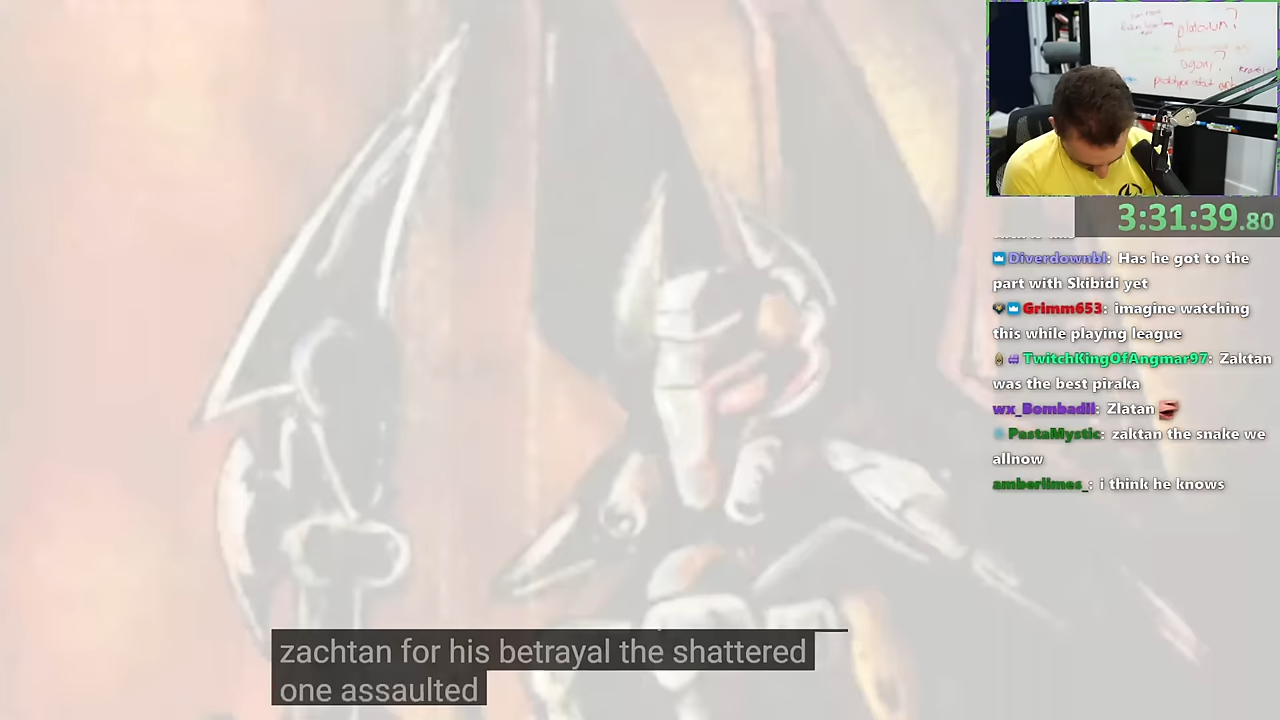 platinum?
agony?
3:31:39.80
Diverdownbl: Has he got to the
part with Skibidi yet
Grimm653: imagine watching
this while playing league
TwitchKingOfAngmar97: Zaktan
was the best piraka
wx_Bombadil: Zlatan
PastaMystic: zaktan the snake we
allnow
amberlimes_: i think he knows
zachtan for his betrayal the shattered
one assaulted